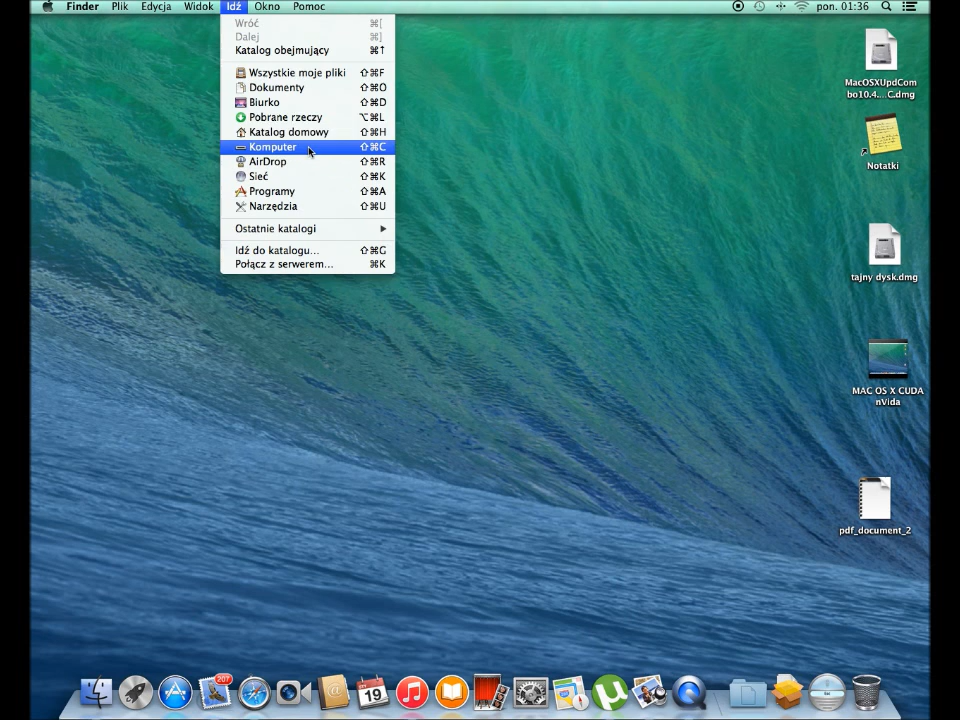 Finder Plik Edycja Widok Idź Okno Pomoc pon. 01:36
Wróć ⌘[
Dalej ⌘]
Katalog obejmujący ⌘↑
Wszystkie moje pliki ⇧⌘F
Dokumenty ⇧⌘O
Biurko ⇧⌘D
Pobrane rzeczy ⌥⌘L
Katalog domowy ⇧⌘H
Komputer ⇧⌘C
AirDrop ⇧⌘R
Sieć ⇧⌘K
Programy ⇧⌘A
Narzędzia ⇧⌘U
Ostatnie katalogi ▶
Idź do katalogu... ⇧⌘G
Połącz z serwerem... ⌘K
MacOSXUpdCom
bo10.4....C.dmg
Notatki
tajny dysk.dmg
MAC OS X CUDA
nVida
pdf_document_2
207
19